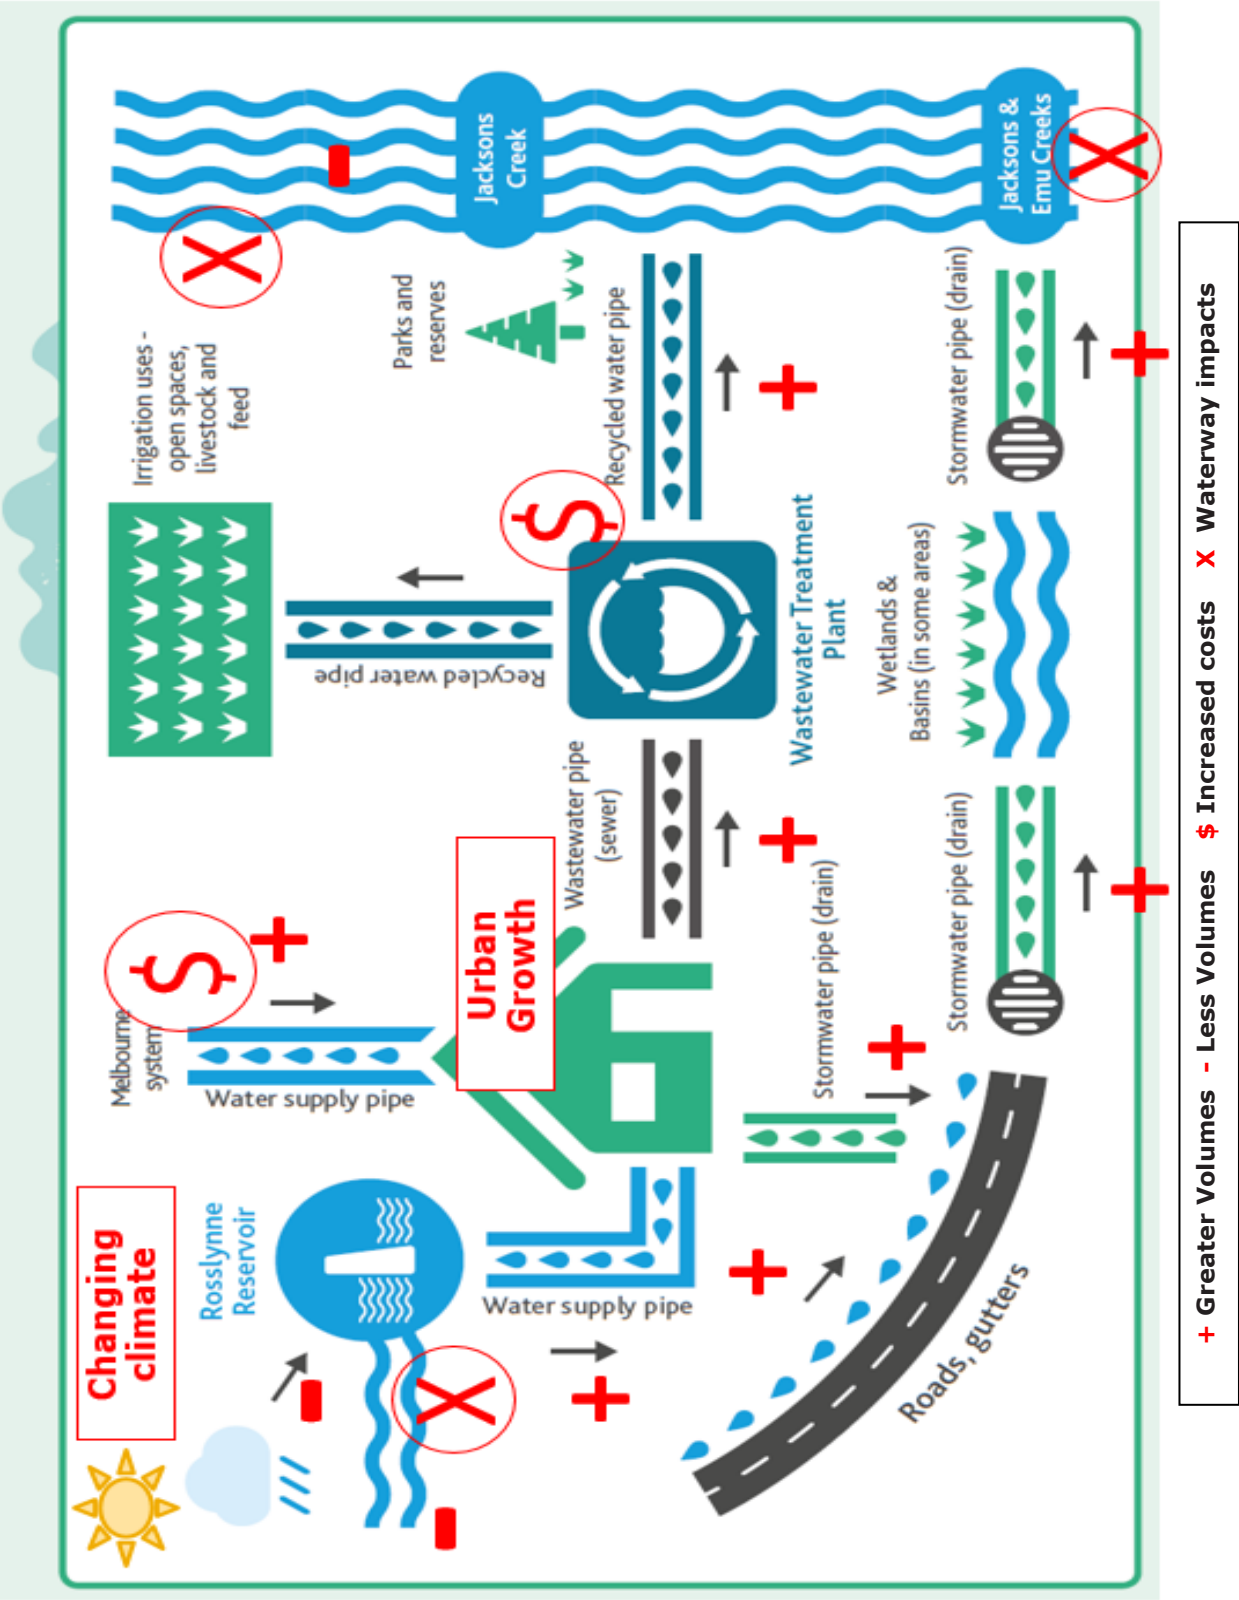 Changing
climate
Rosslynne
Reservoir
Water supply pipe
Melbourne
system
Water supply pipe
$
Urban
Growth
Irrigation uses -
open spaces,
livestock and
feed
X
Recycled water pipe
Parks and
reserves
Jacksons
Creek
$
Recycled water pipe
Wastewater pipe
(sewer)
Wastewater Treatment
Plant
X
Stormwater pipe (drain)
Roads, gutters
Stormwater pipe (drain)
Wetlands &
Basins (in some areas)
Stormwater pipe (drain)
Jacksons &
Emu Creeks
X
+ Greater Volumes - Less Volumes $ Increased costs X Waterway impacts